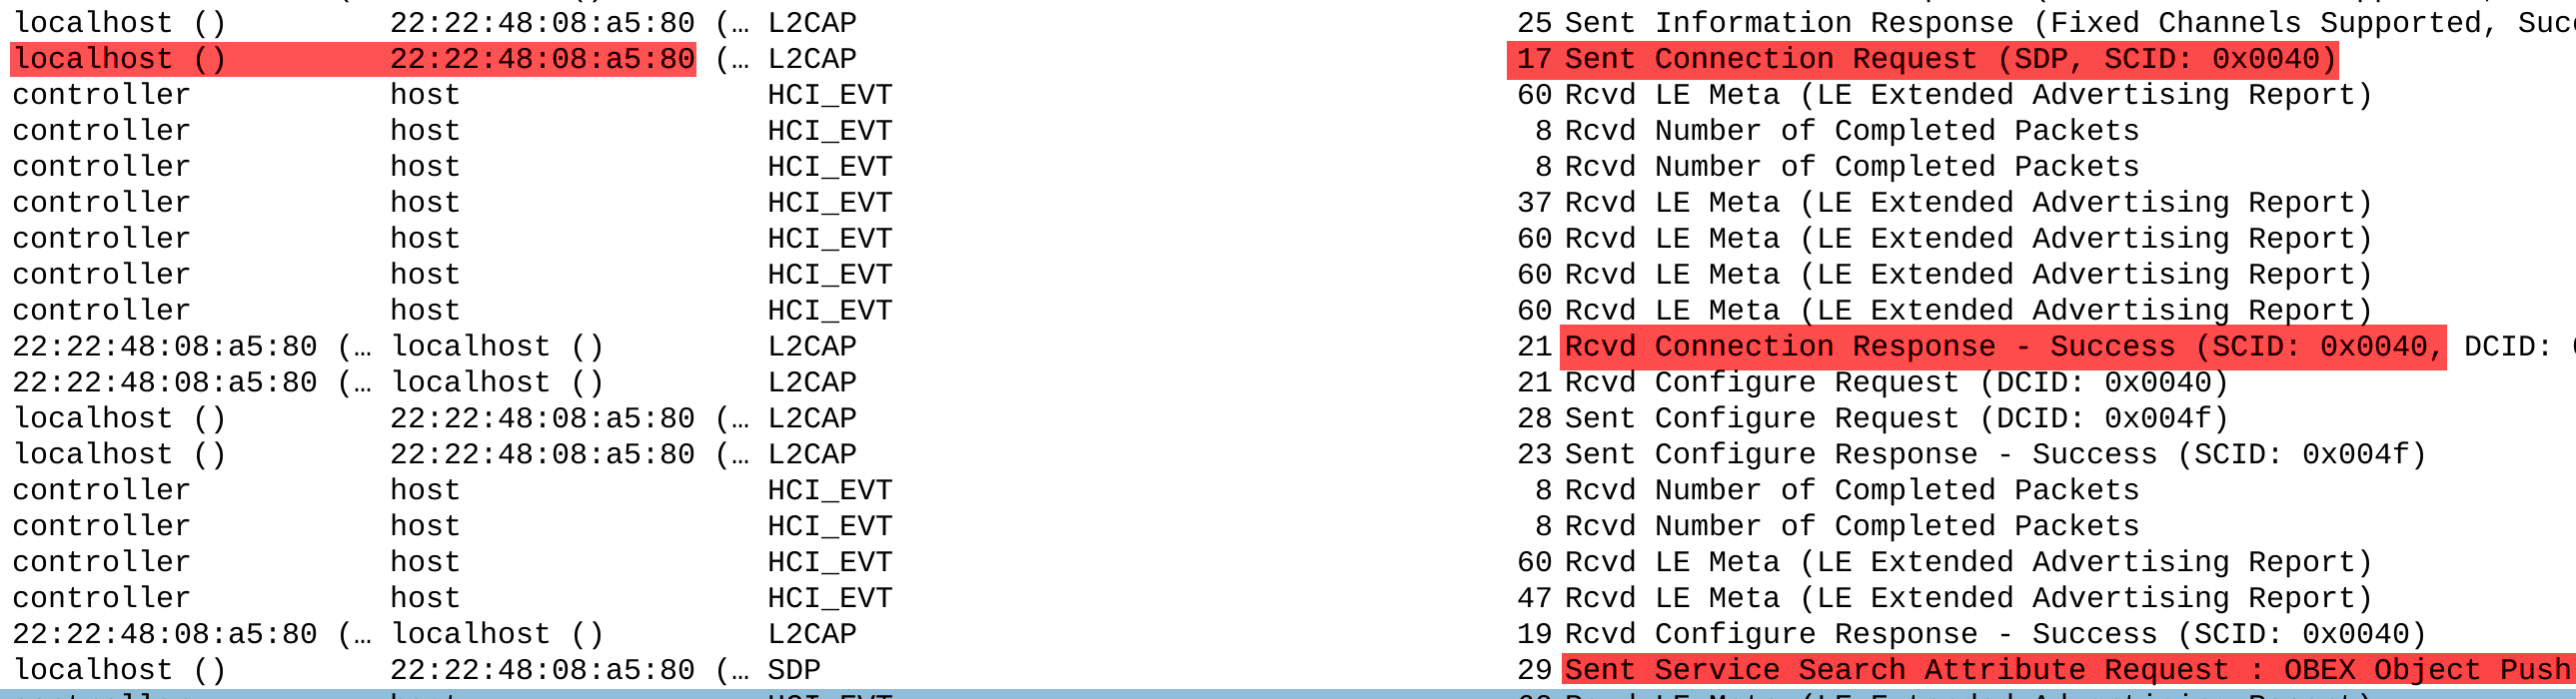 localhost () 22:22:48:08:a5:80 (… L2CAP 25 Sent Information Response (Fixed Channels Supported,
localhost () 22:22:48:08:a5:80 (… L2CAP 17 Sent Connection Request (SDP, SCID: 0x0040)
controller host HCI_EVT 60 Rcvd LE Meta (LE Extended Advertising Report)
controller host HCI_EVT 8 Rcvd Number of Completed Packets
controller host HCI_EVT 8 Rcvd Number of Completed Packets
controller host HCI_EVT 37 Rcvd LE Meta (LE Extended Advertising Report)
controller host HCI_EVT 60 Rcvd LE Meta (LE Extended Advertising Report)
controller host HCI_EVT 60 Rcvd LE Meta (LE Extended Advertising Report)
controller host HCI_EVT 60 Rcvd LE Meta (LE Extended Advertising Report)
22:22:48:08:a5:80 (… localhost () L2CAP 21 Rcvd Connection Response - Success (SCID: 0x0040, DCID:
22:22:48:08:a5:80 (… localhost () L2CAP 21 Rcvd Configure Request (DCID: 0x0040)
localhost () 22:22:48:08:a5:80 (… L2CAP 28 Sent Configure Request (DCID: 0x004f)
localhost () 22:22:48:08:a5:80 (… L2CAP 23 Sent Configure Response - Success (SCID: 0x004f)
controller host HCI_EVT 8 Rcvd Number of Completed Packets
controller host HCI_EVT 8 Rcvd Number of Completed Packets
controller host HCI_EVT 60 Rcvd LE Meta (LE Extended Advertising Report)
controller host HCI_EVT 47 Rcvd LE Meta (LE Extended Advertising Report)
22:22:48:08:a5:80 (… localhost () L2CAP 19 Rcvd Configure Response - Success (SCID: 0x0040)
localhost () 22:22:48:08:a5:80 (… SDP 29 Sent Service Search Attribute Request : OBEX Object Push